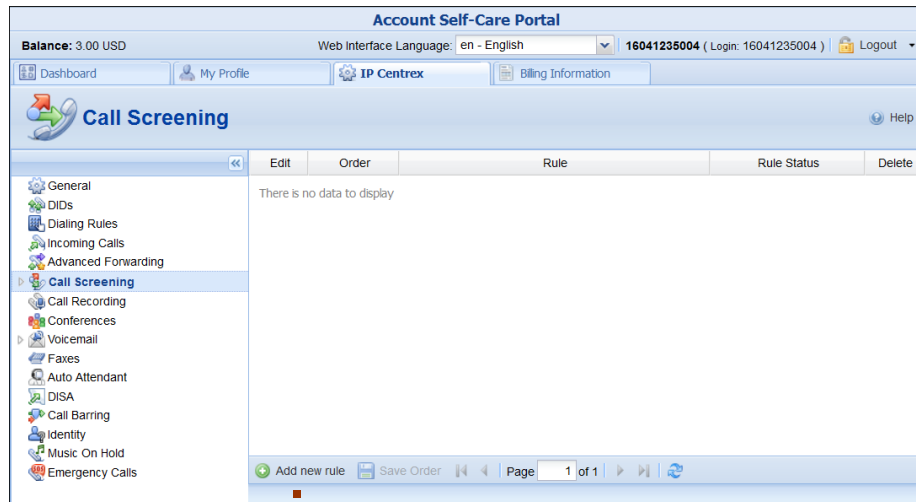 Account Self-Care Portal
Balance: 3.00 USD Web Interface Language: en - English 16041235004 ( Login: 16041235004 ) Logout
Dashboard My Profile IP Centrex Billing Information
Call Screening Help
Edit Order Rule Rule Status Delete
There is no data to display
General
DIDs
Dialing Rules
Incoming Calls
Advanced Forwarding
Call Screening
Call Recording
Conferences
Voicemail
Faxes
Auto Attendant
DISA
Call Barring
Identity
Music On Hold
Emergency Calls
Add new rule Save Order Page 1 of 1